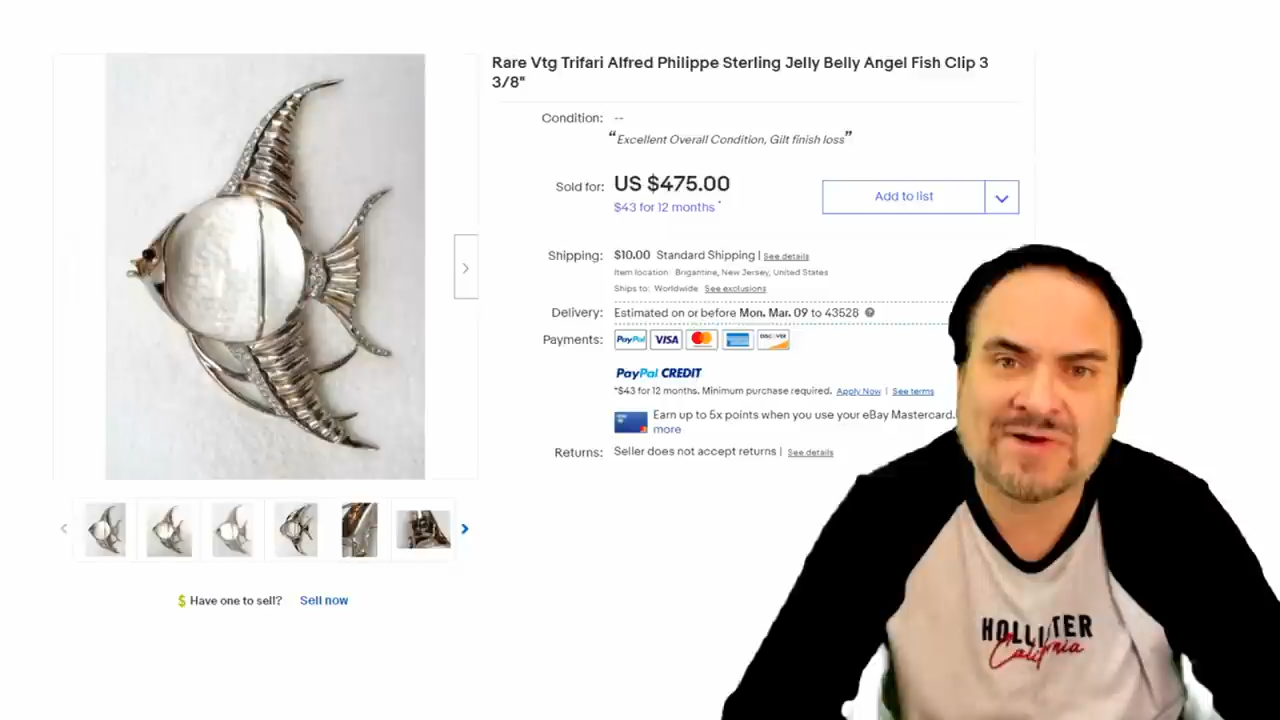 Rare Vtg Trifari Alfred Philippe Sterling Jelly Belly Angel Fish Clip 3
3/8"
Condition: --
“Excellent Overall Condition, Gilt finish loss”
Sold for: US $475.00
$43 for 12 months *
Add to list
Shipping: $10.00 Standard Shipping | See details
Item location: Brigantine, New Jersey, United States
Ships to: Worldwide See exclusions
Delivery: Estimated on or before Mon. Mar. 09 to 43528
Payments: PayPal VISA DISCOVER
PayPal CREDIT
*$43 for 12 months. Minimum purchase required. Apply Now | See terms
Earn up to 5x points when you use your eBay Mastercard.
more
Returns: Seller does not accept returns | See details
$ Have one to sell? Sell now
HOLLISTER
California